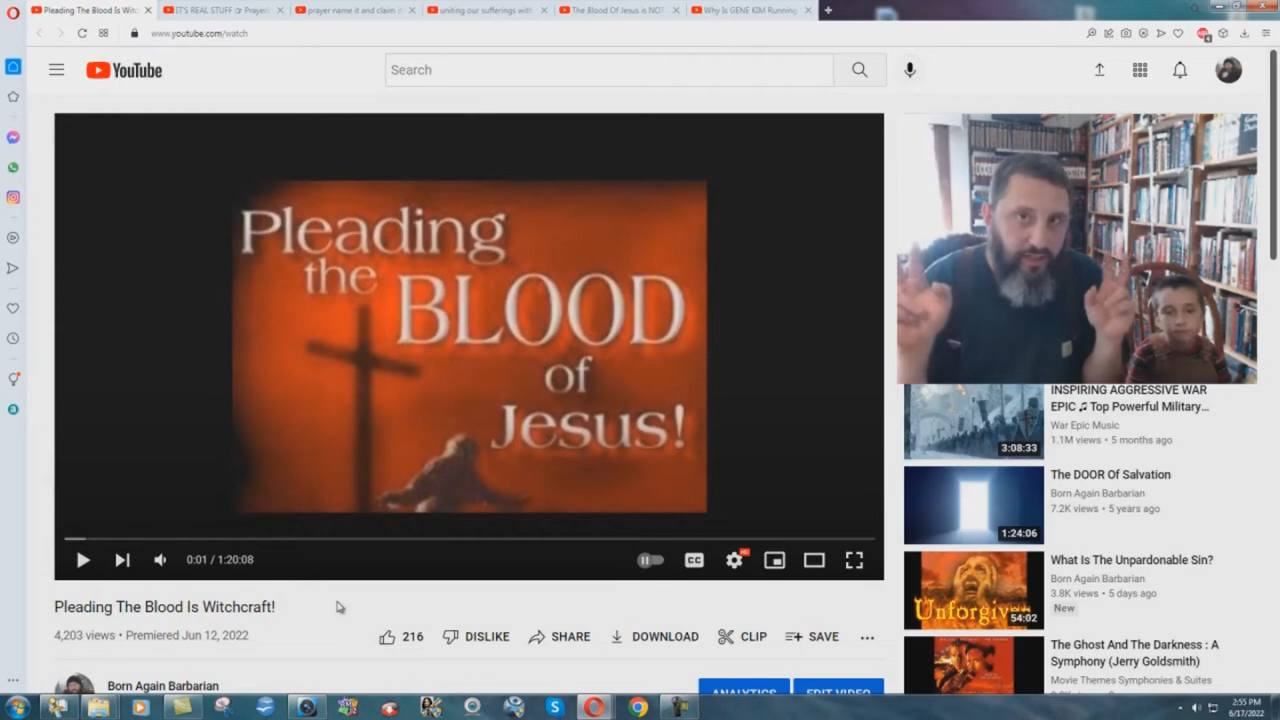 Pleading The Blood Is Witc
IT'S REAL STUFF
Prayer
prayer name it and claim it
uniting our sufferings with
The Blood Of Jesus is NOT
Why Is GENE KIM Running
www.youtube.com/watch
YouTube
Search
Pleading
the BLOOD
of
Jesus!
0:01 / 1:20:08
CC
HD
Pleading The Blood Is Witchcraft!
4,203 views • Premiered Jun 12, 2022
216
DISLIKE
SHARE
DOWNLOAD
CLIP
SAVE
Born Again Barbarian
ANALYTICS
EDIT VIDEO
INSPIRING AGGRESSIVE WAR
EPIC ♫ Top Powerful Military...
War Epic Music
1.1M views • 5 months ago
3:08:33
The DOOR Of Salvation
Born Again Barbarian
7.2K views • 5 years ago
1:24:06
What Is The Unpardonable Sin?
Born Again Barbarian
3.8K views • 5 days ago
New
54:02
The Ghost And The Darkness : A
Symphony (Jerry Goldsmith)
Movie Themes Symphonies & Suites
2:55 PM
6/17/2022